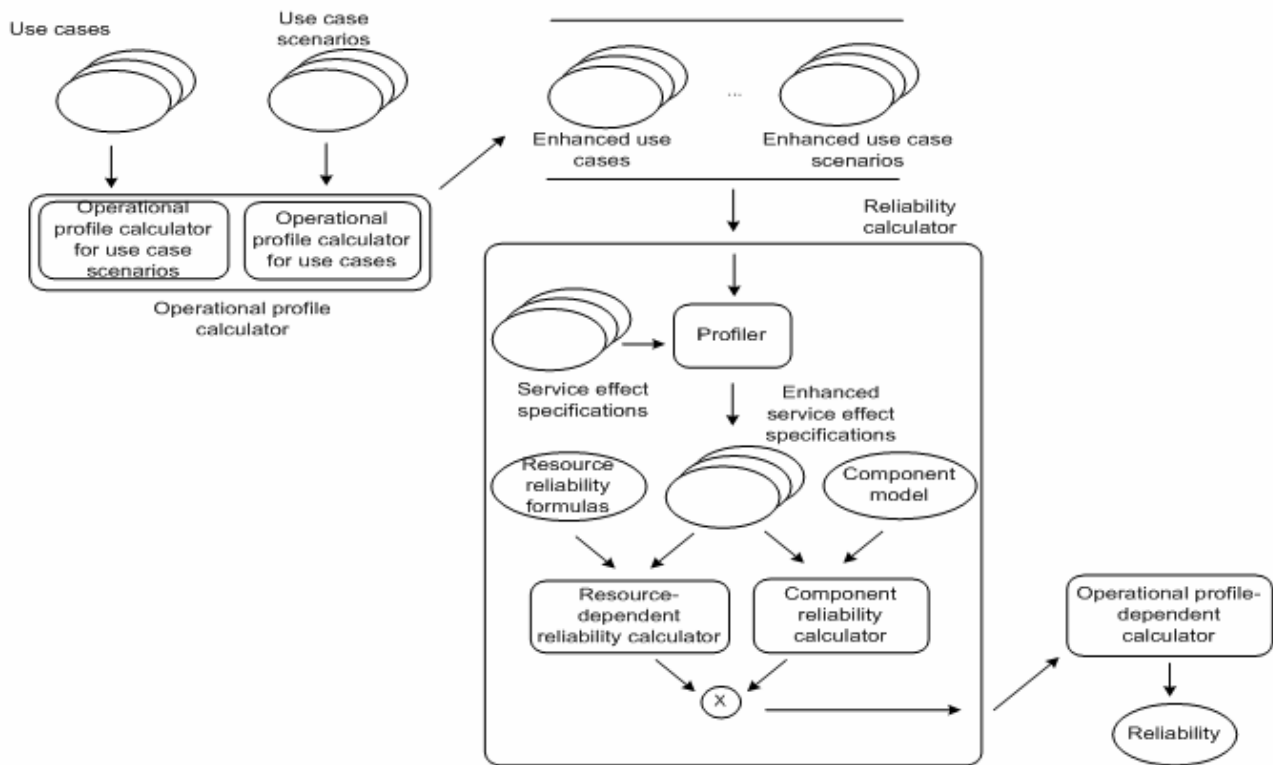 Use cases
Use case
scenarios
...
Enhanced use
cases
Enhanced use case
scenarios
Operational
profile calculator
for use case
scenarios
Operational
profile calculator
for use cases
Operational profile
calculator
Reliability
calculator
Profiler
Service effect
specifications
Enhanced
service effect
specifications
Resource
reliability
formulas
Component
model
Resource-
dependent
reliability calculator
Component
reliability
calculator
X
Operational profile-
dependent
calculator
Reliability